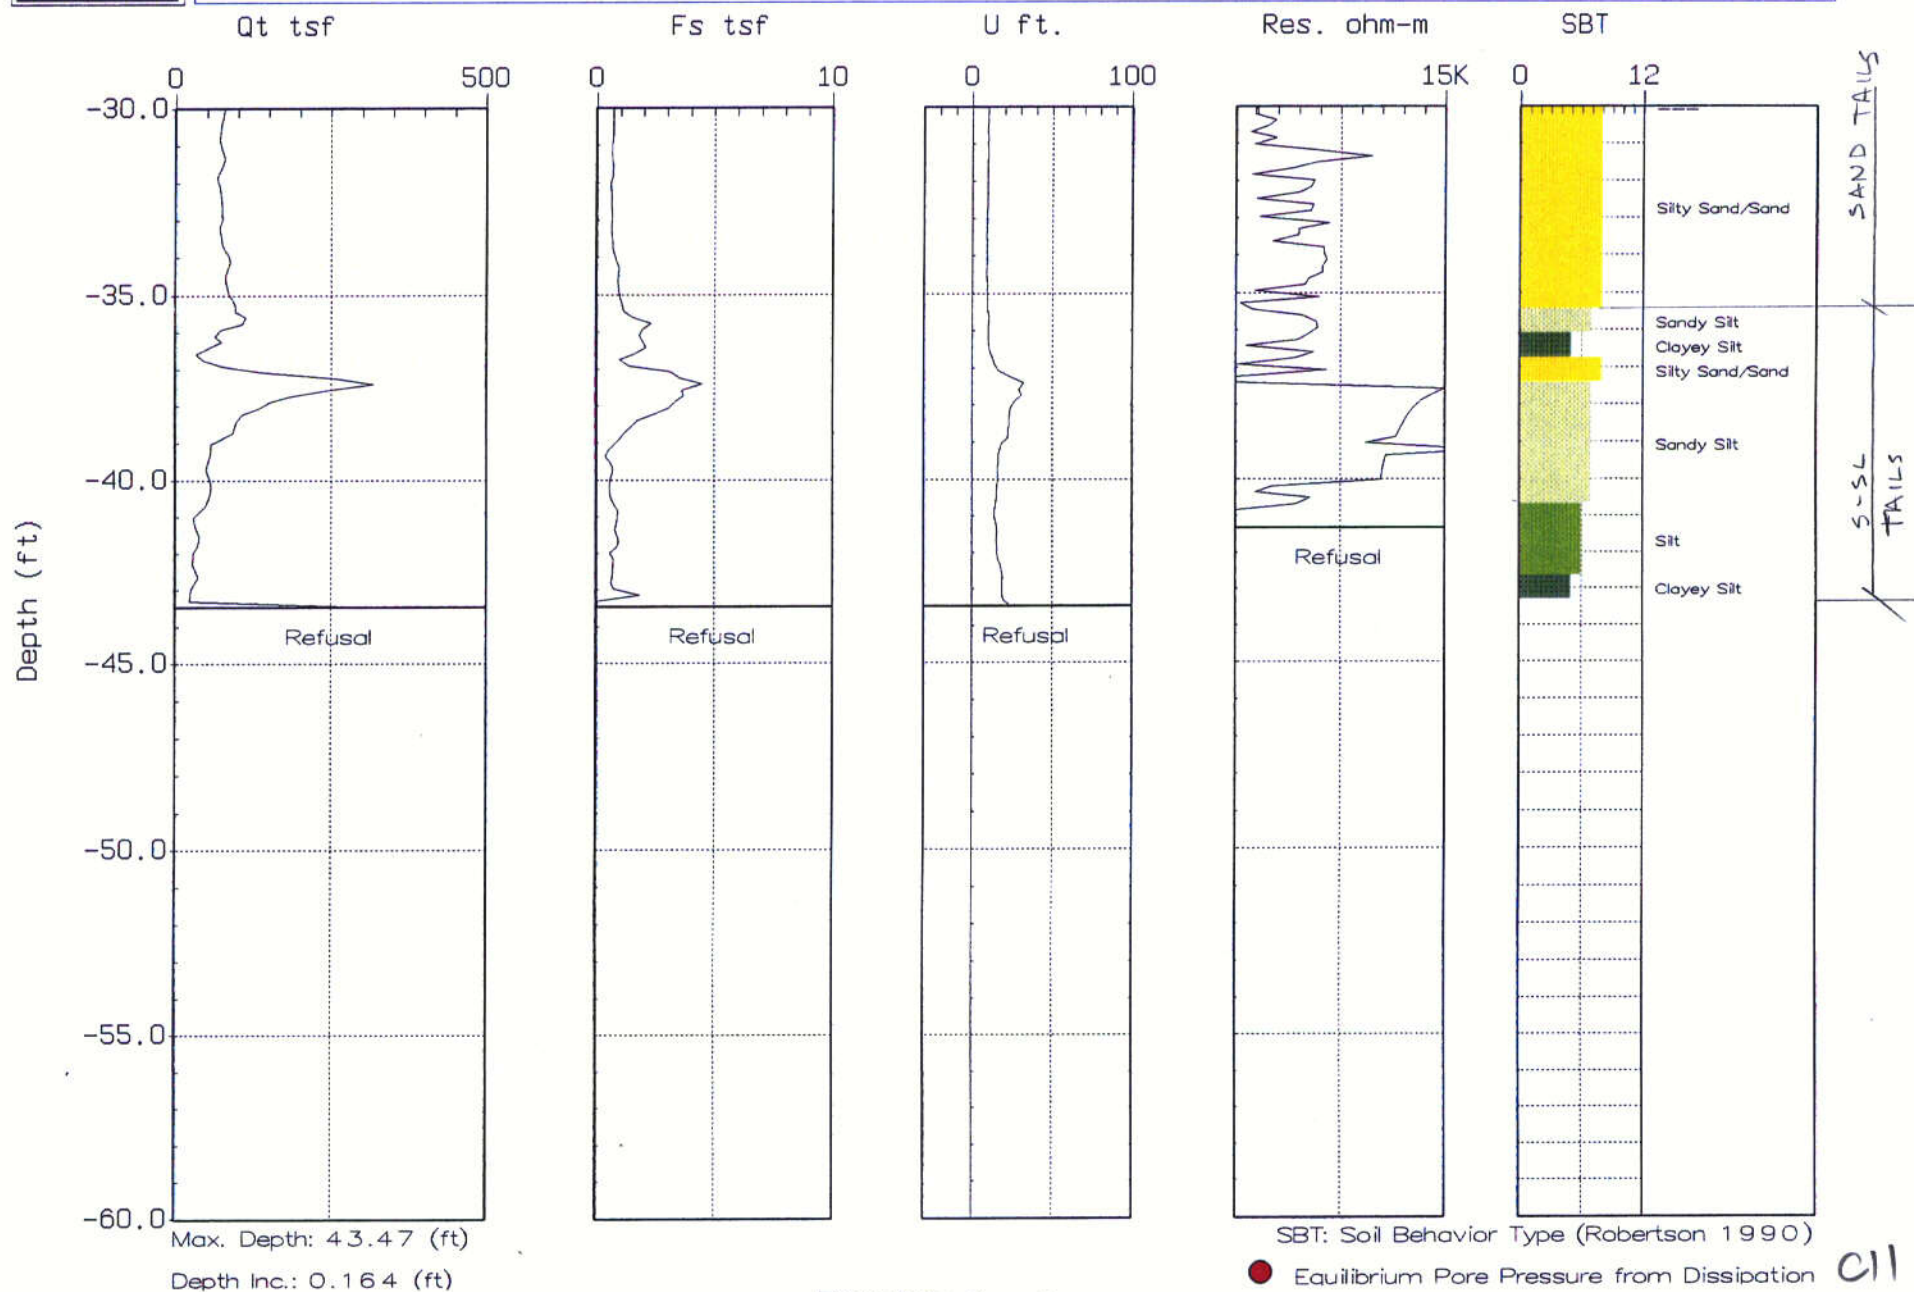 Qt tsf
Fs tsf
U ft.
Res. ohm-m
SBT
0 500
0 10
0 100
15K
0 12
-30.0
-35.0
-40.0
-45.0
-50.0
-55.0
-60.0
Depth (ft)
Refusal
Refusal
Refusal
Refusal
Silty Sand/Sand
Sandy Silt
Clayey Silt
Silty Sand/Sand
Sandy Silt
Silt
Clayey Silt
SAND TAILS
S-SL
TAILS
Max. Depth: 43.47 (ft)
Depth Inc.: 0.164 (ft)
SBT: Soil Behavior Type (Robertson 1990)
Equilibrium Pore Pressure from Dissipation
C11